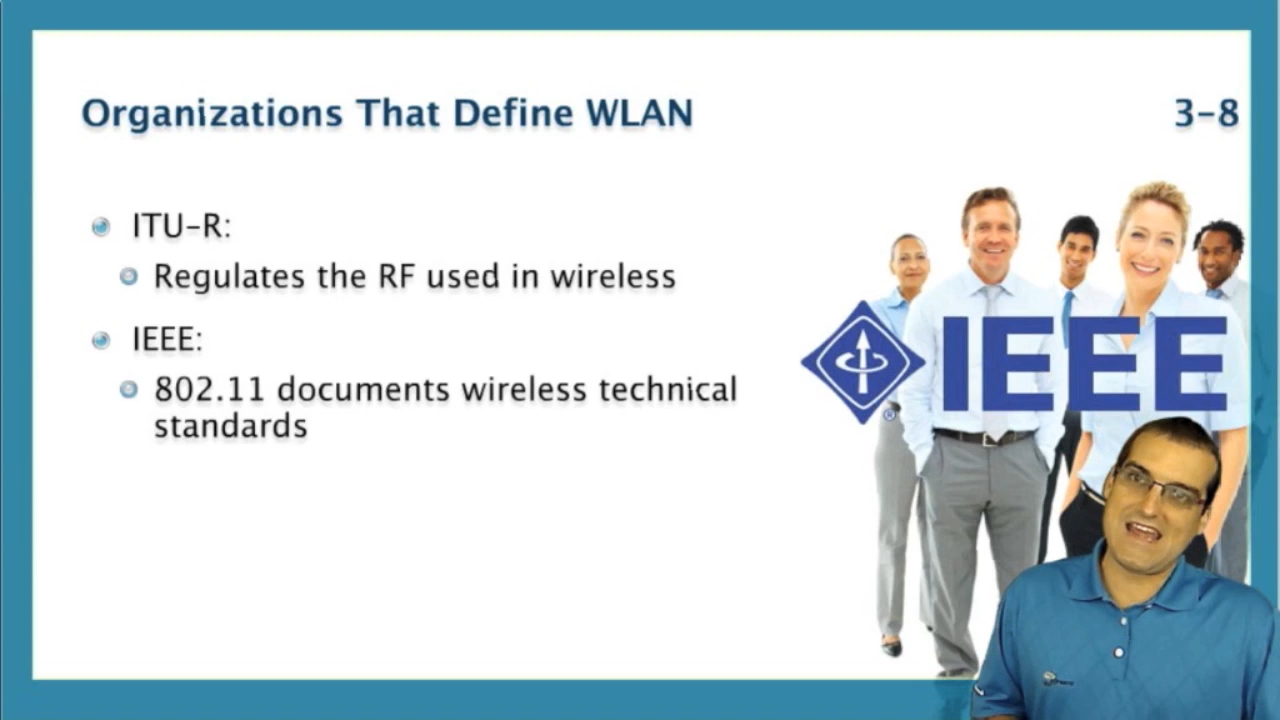 Organizations That Define WLAN 3-8
ITU-R:
Regulates the RF used in wireless
IEEE:
802.11 documents wireless technical
standards
IEEE
®